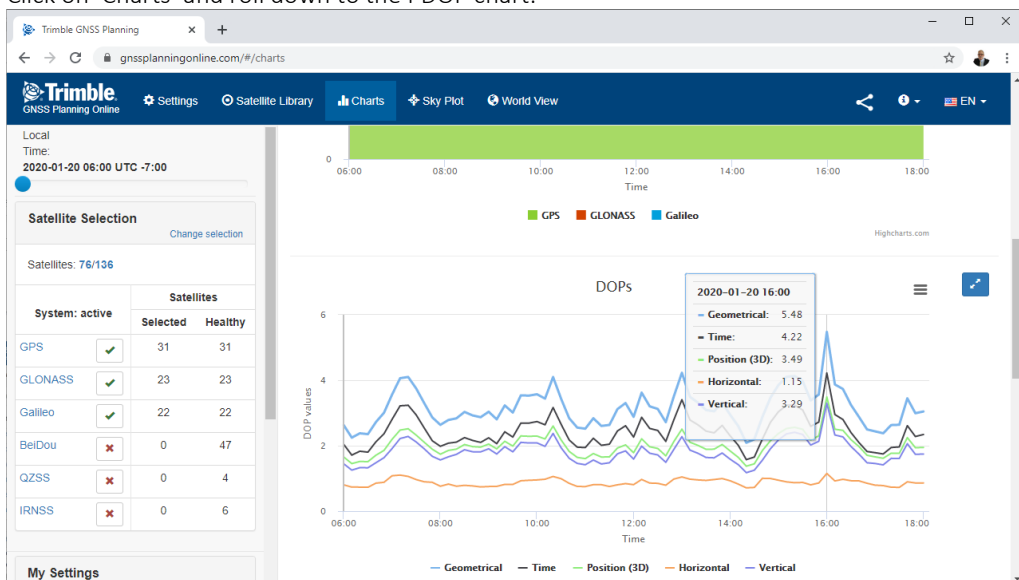 Click on 'Charts' and roll down to the PDOP chart.
Trimble GNSS Planning
gnssplanningonline.com/#/charts
Trimble.
GNSS Planning Online
Settings
Satellite Library
Charts
Sky Plot
World View
EN
Local
Time:
2020-01-20 06:00 UTC -7:00
Satellite Selection
Change selection
Satellites: 76/136
System: active Satellites
Selected Healthy
GPS 31 31
GLONASS 23 23
Galileo 22 22
BeiDou 0 47
QZSS 0 4
IRNSS 0 6
My Settings
0
06:00 08:00 10:00 12:00 14:00 16:00 18:00
Time
GPS GLONASS Galileo
Highcharts.com
DOPs
2020-01-20 16:00
Geometrical: 5.48
Time: 4.22
Position (3D): 3.49
Horizontal: 1.15
Vertical: 3.29
DOP values
6
4
2
0
06:00 08:00 10:00 12:00 14:00 16:00 18:00
Time
Geometrical Time Position (3D) Horizontal Vertical